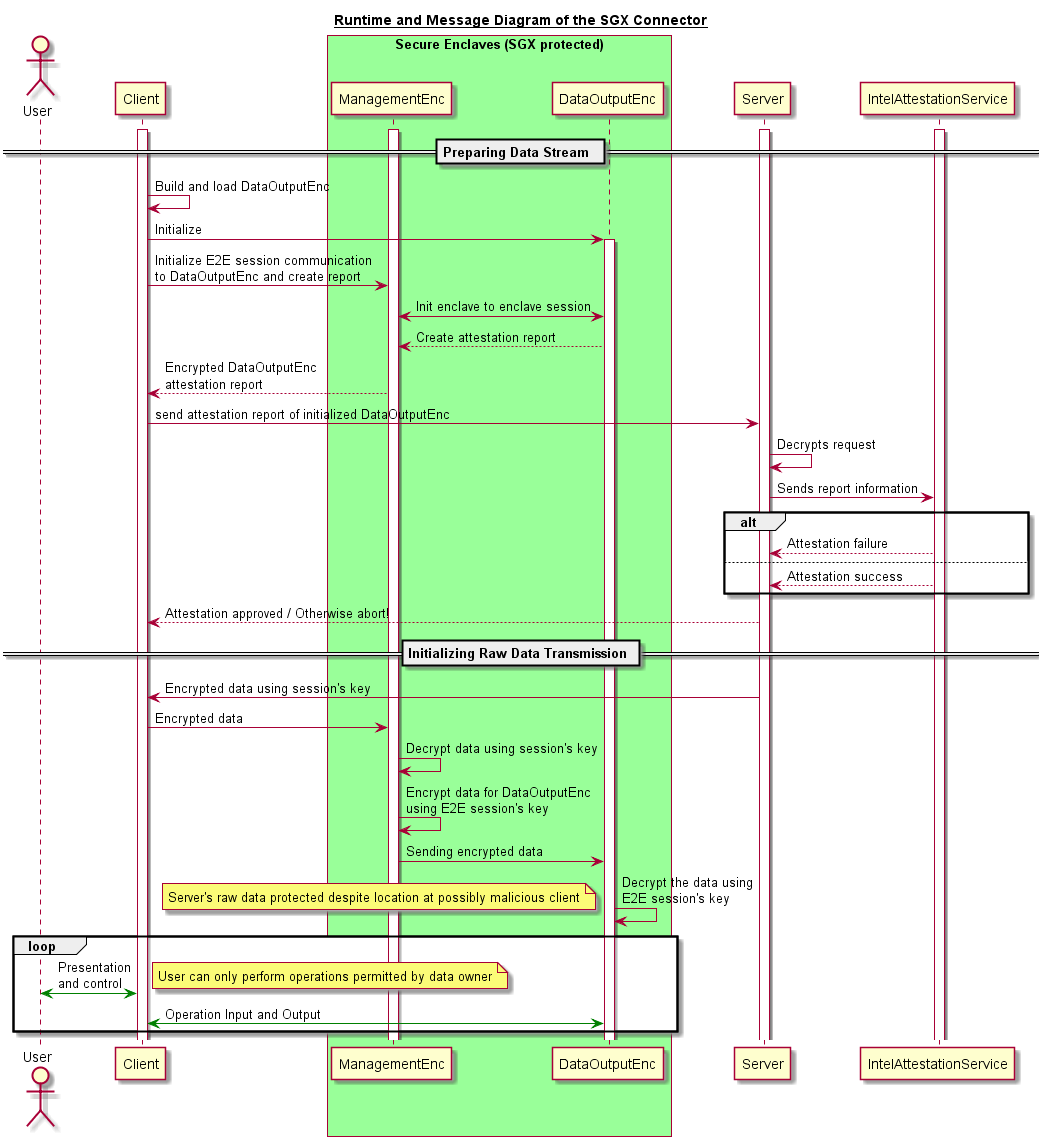 Runtime and Message Diagram of the SGX Connector
Secure Enclaves (SGX protected)
User
Client
ManagementEnc
DataOutputEnc
Server
IntelAttestationService
Preparing Data Stream
Build and load DataOutputEnc
Initialize
Initialize E2E session communication
to DataOutputEnc and create report
Init enclave to enclave session
Create attestation report
Encrypted DataOutputEnc
attestation report
send attestation report of initialized DataOutputEnc
Decrypts request
Sends report information
alt
Attestation failure
Attestation success
Attestation approved / Otherwise abort!
Initializing Raw Data Transmission
Encrypted data using session's key
Encrypted data
Decrypt data using session's key
Encrypt data for DataOutputEnc
using E2E session's key
Sending encrypted data
Server's raw data protected despite location at possibly malicious client
Decrypt the data using
E2E session's key
loop
Presentation
and control
User can only perform operations permitted by data owner
Operation Input and Output
User
Client
ManagementEnc
DataOutputEnc
Server
IntelAttestationService